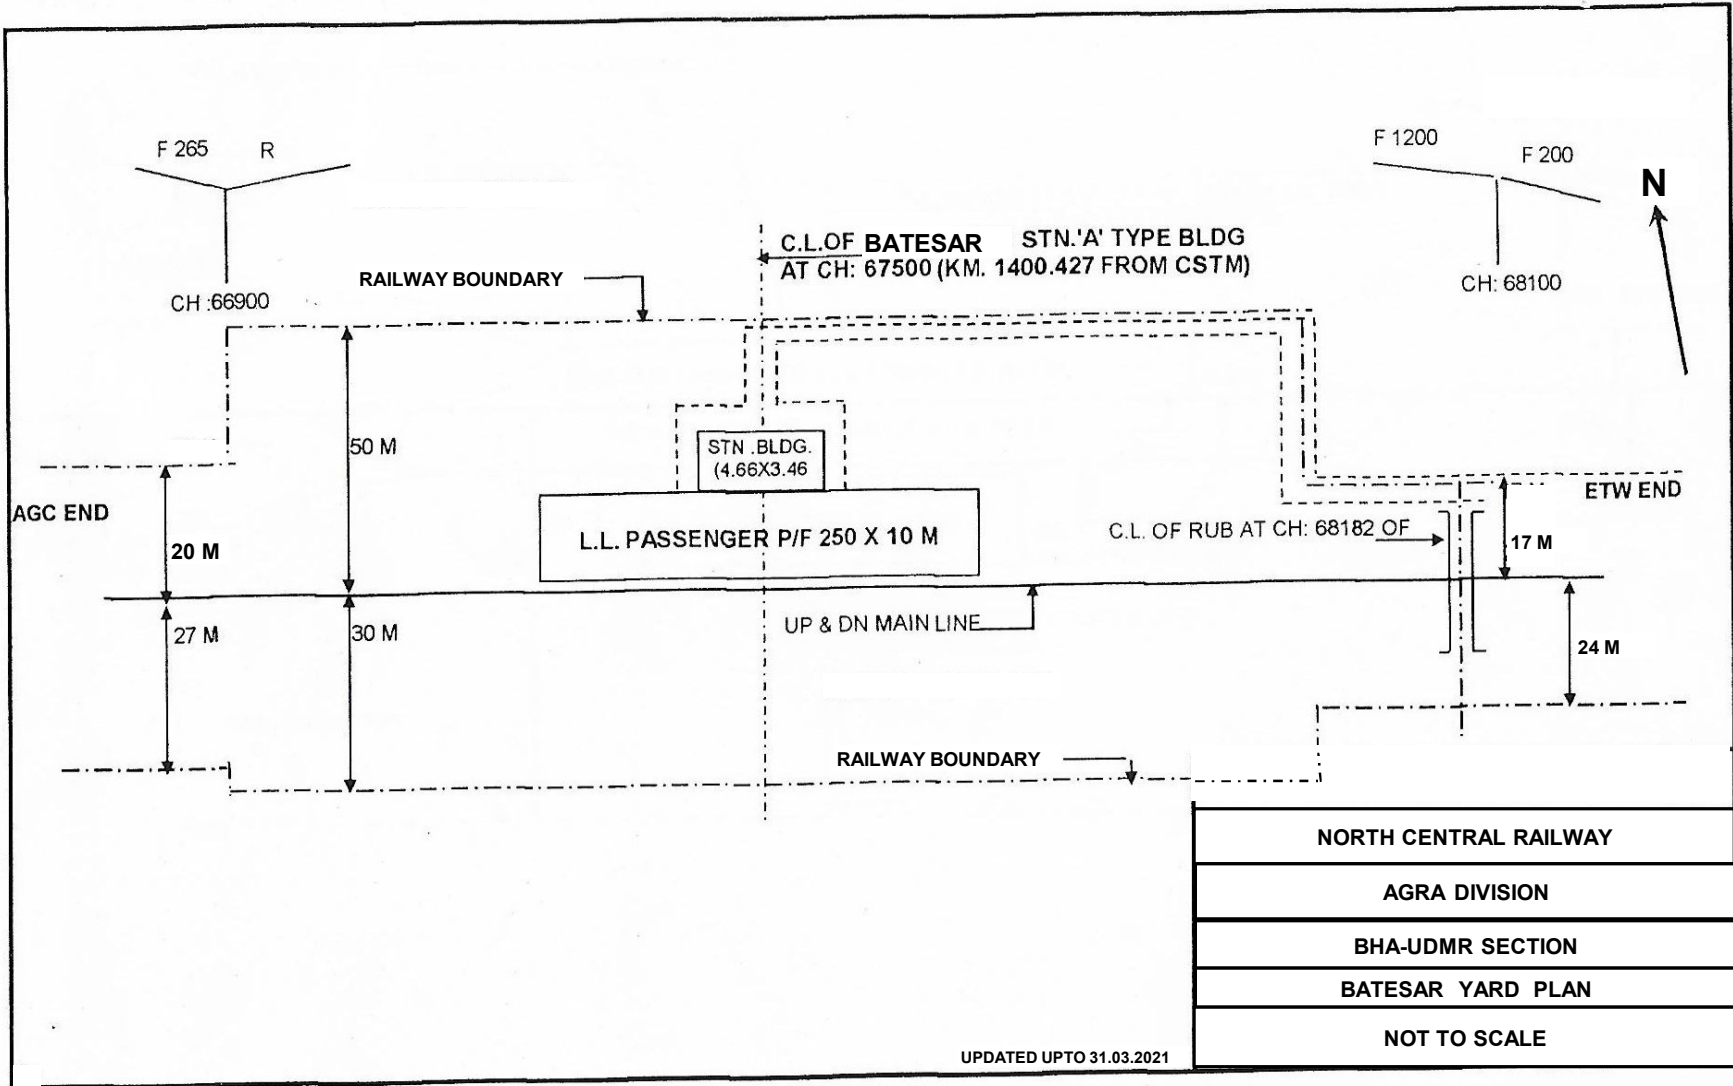 F 265 R
F 1200
F 200
N
C.L.OF BATESAR STN.'A' TYPE BLDG
AT CH: 67500 (KM. 1400.427 FROM CSTM)
RAILWAY BOUNDARY
CH :66900
CH: 68100
50 M
STN .BLDG.
(4.66X3.46
AGC END
ETW END
L.L. PASSENGER P/F 250 X 10 M
C.L. OF RUB AT CH: 68182 OF
20 M
17 M
27 M
30 M
UP & DN MAIN LINE
24 M
RAILWAY BOUNDARY
NORTH CENTRAL RAILWAY
AGRA DIVISION
BHA-UDMR SECTION
BATESAR YARD PLAN
NOT TO SCALE
UPDATED UPTO 31.03.2021